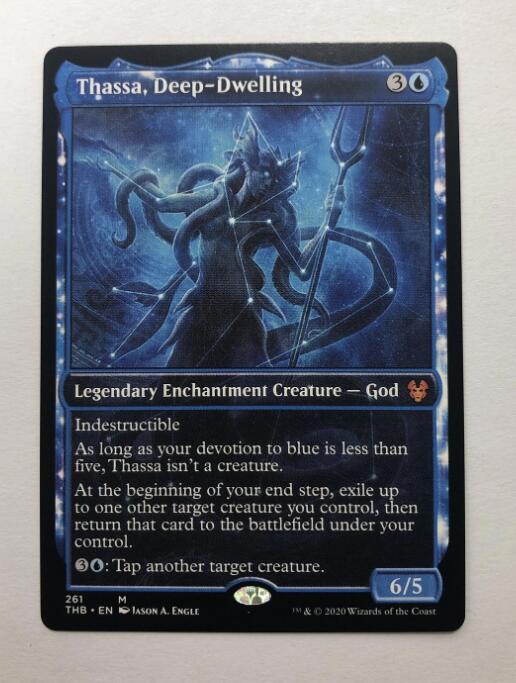 Thassa, Deep-Dwelling 3
Legendary Enchantment Creature — God
Indestructible
As long as your devotion to blue is less than
five, Thassa isn't a creature.
At the beginning of your end step, exile up
to one other target creature you control, then
return that card to the battlefield under your
control.
3: Tap another target creature.
6/5
261 M
THB • EN Jason A. Engle
™ & © 2020 Wizards of the Coast